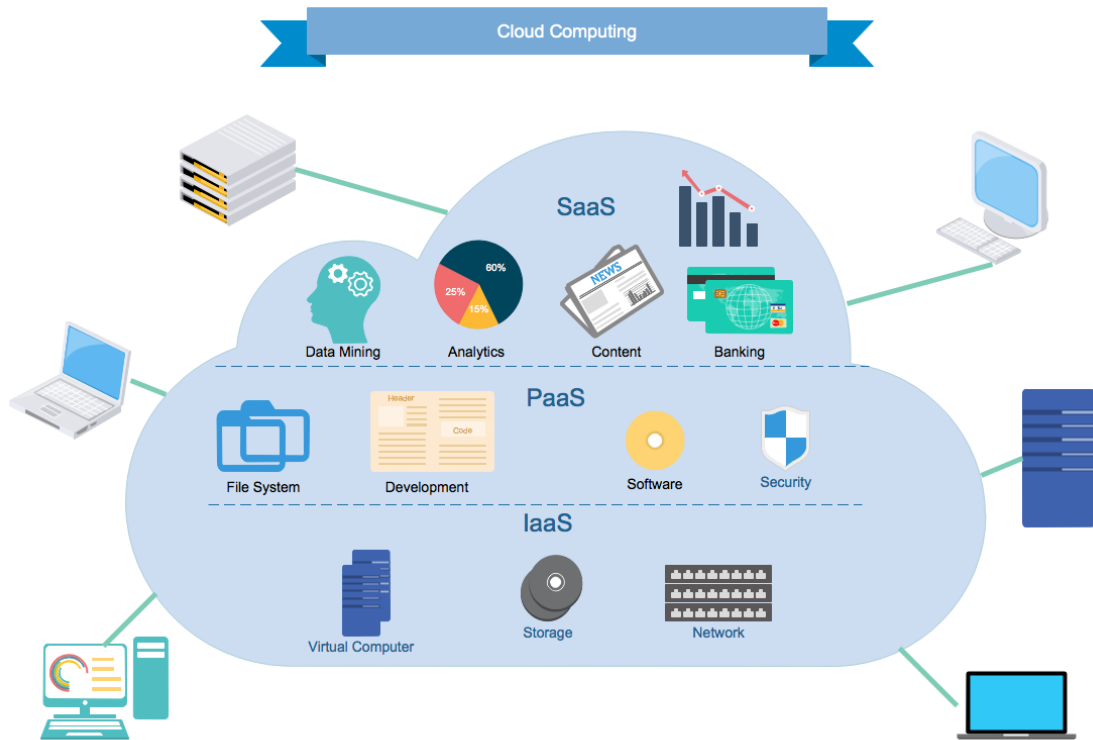 Cloud Computing
SaaS
60%
25%
15%
NEWS
Data Mining
Analytics
Content
Banking
PaaS
Header
Code
File System
Development
Software
Security
IaaS
Virtual Computer
Storage
Network